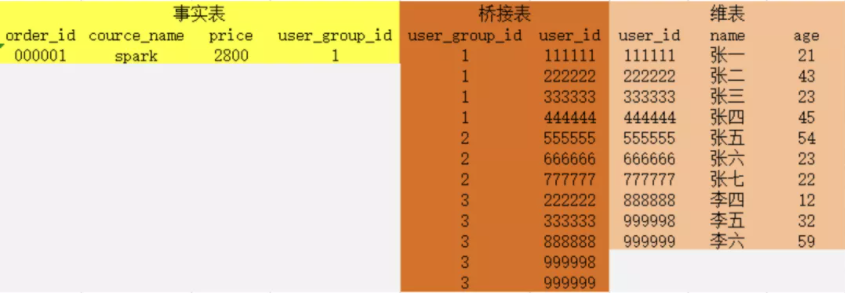 事实表 桥接表 维表
order_id cource_name price user_group_id user_group_id user_id user_id name age
000001 spark 2800 1 1 111111 111111 张一 21
1 222222 222222 张二 43
1 333333 333333 张三 23
1 444444 444444 张四 45
2 555555 555555 张五 54
2 666666 666666 张六 23
2 777777 777777 张七 22
3 222222 888888 李四 12
3 333333 999998 李五 32
3 888888 999999 李六 59
3 999998
3 999999